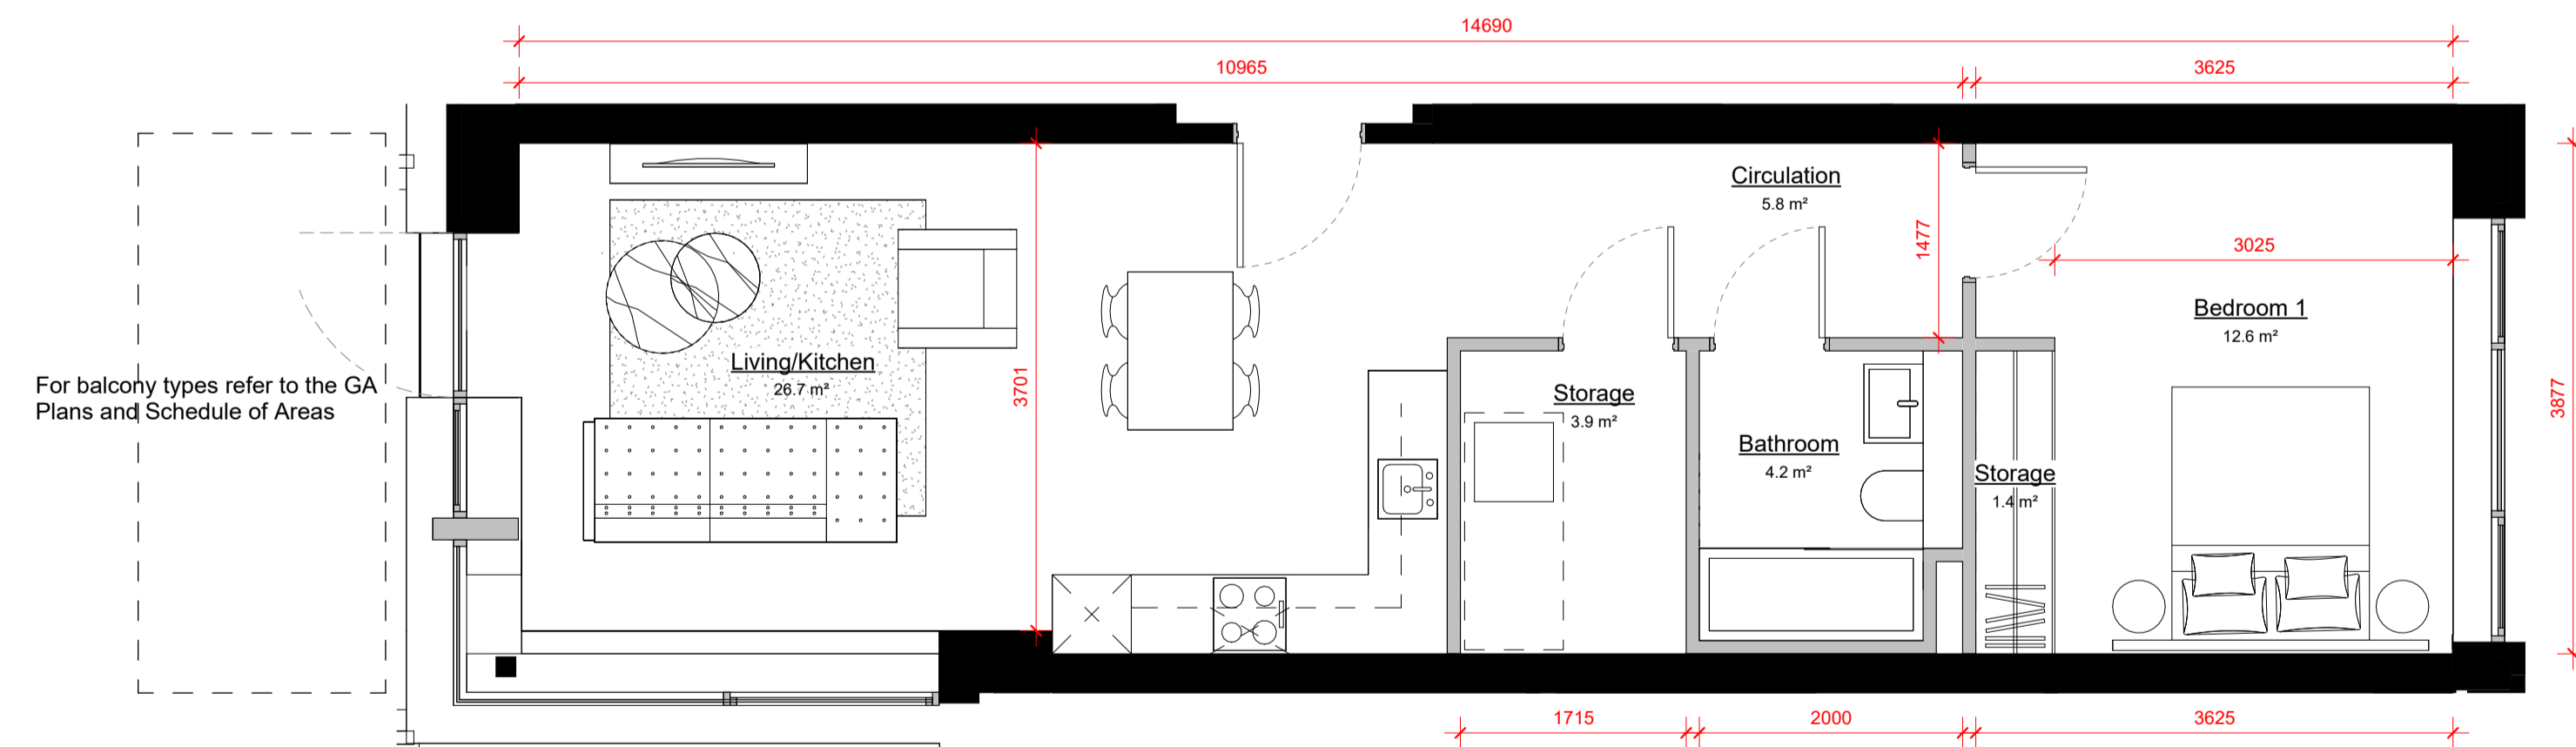 14690
10965
3625
Circulation
5.8 m²
1477
3025
Bedroom 1
12.6 m²
3877
Living/Kitchen
26.7 m²
3701
For balcony types refer to the GA
Plans and Schedule of Areas
Storage
3.9 m²
Bathroom
4.2 m²
Storage
1.4 m²
1715
2000
3625